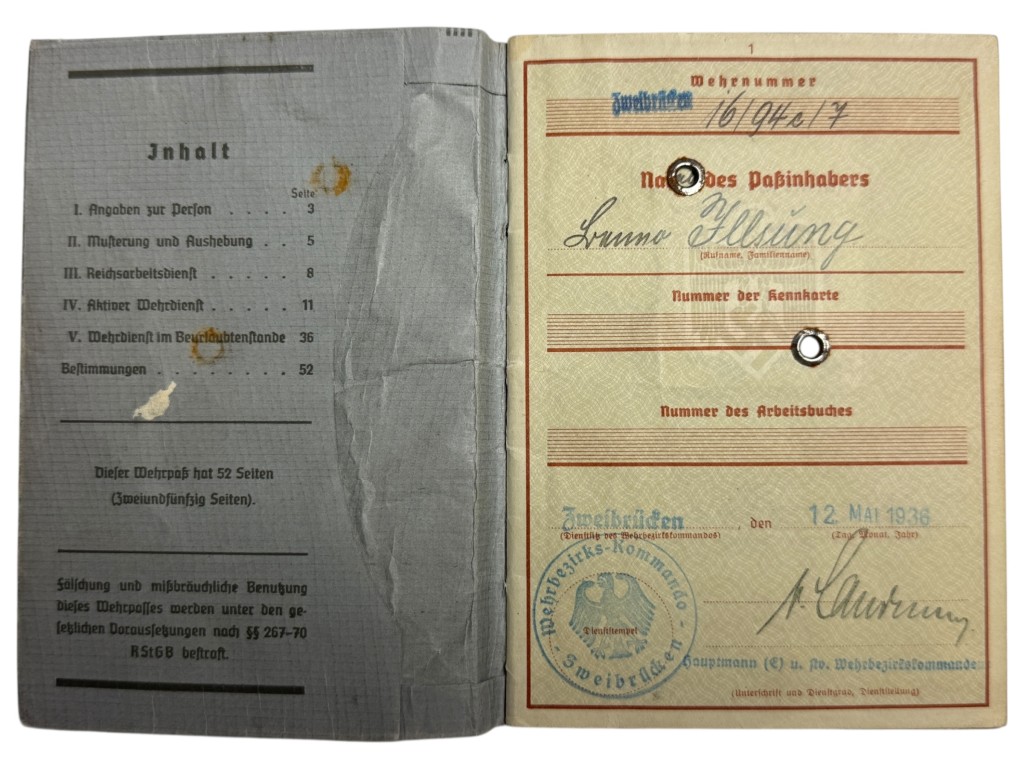 Inhalt
Seite
I. Angaben zur Person . . . . 3
II. Musterung und Aushebung . . 5
III. Reichsarbeitsdienst . . . . . 8
IV. Aktiver Wehrdienst . . . . . 11
V. Wehrdienst im Beurlaubtenstande 36
Bestimmungen . . . . . . . . . 52
Dieser Wehrpaß hat 52 Seiten
(Zweiundfünfzig Seiten).
Fälschung und mißbräuchliche Benutzung
dieses Wehrpasses werden unter den ge-
setzlichen Voraussetzungen nach §§ 267-70
RStGB bestraft.
1
Wehrnummer
Zweibrücken 16/94c/7
des Paßinhabers
Benno Illsung
(Rufname, Familienname)
Nummer der Kennkarte
Nummer des Arbeitsbuches
Zweibrücken, den 12. MAI 1936
(Dienstsitz des Wehrbezirkskommandos) (Tag, Monat, Jahr)
Wehrbezirks-Kommando
Dienststempel
Zweibrücken
Hauptmann (E) u. Wehrbezirkskommando
(Unterschrift und Dienstgrad, Dienststellung)